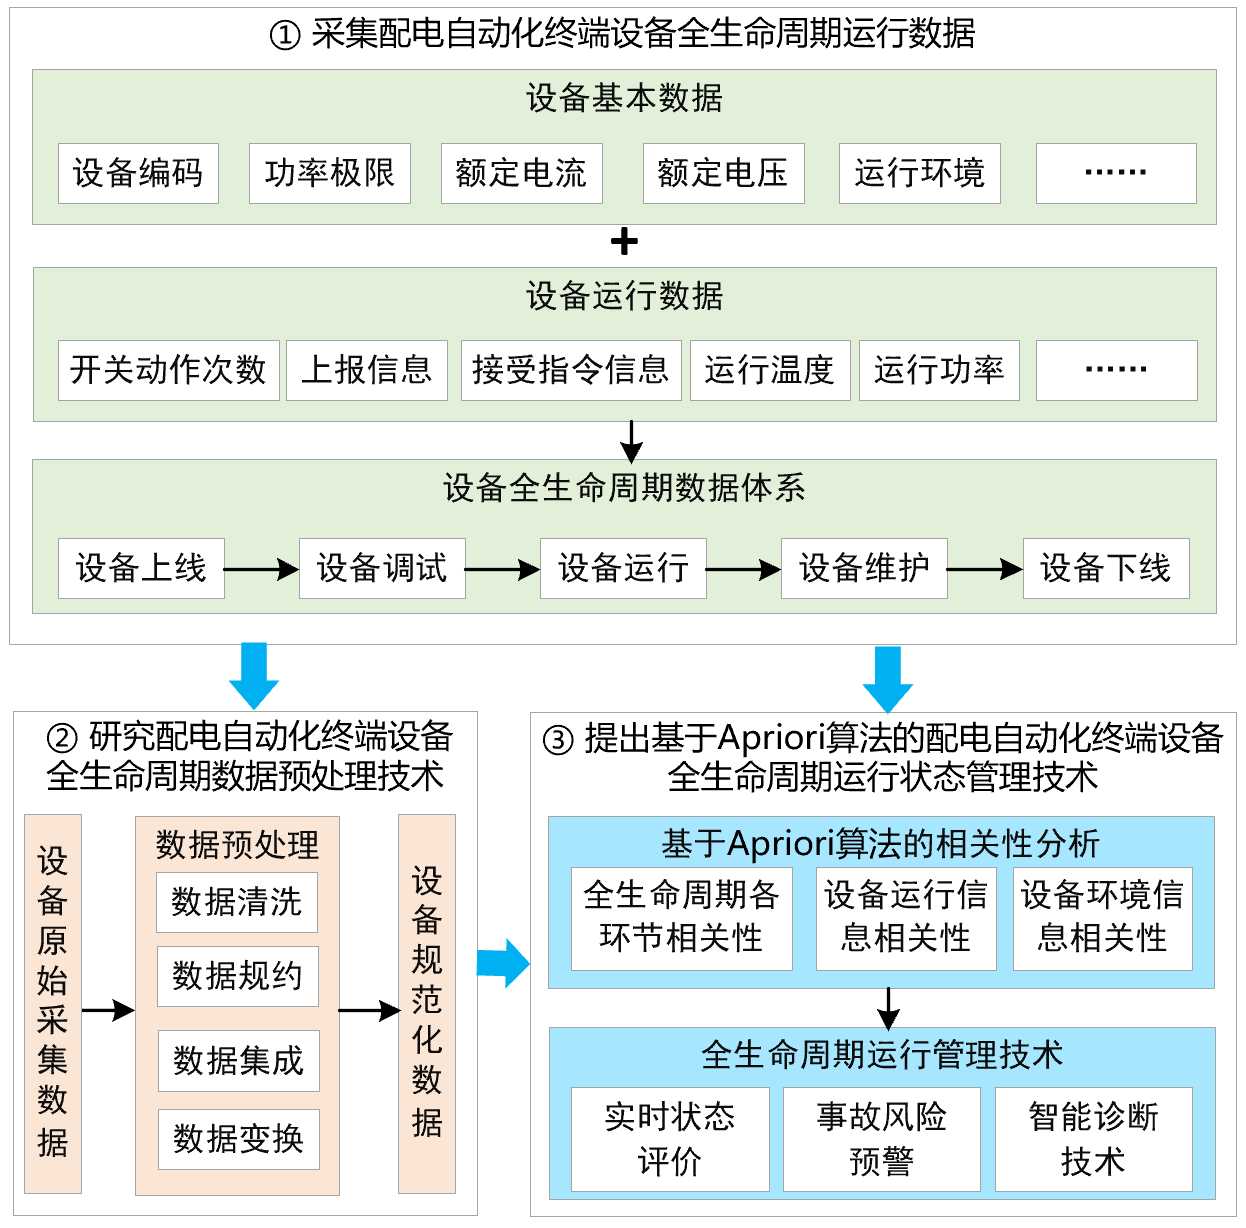 ① 采集配电自动化终端设备全生命周期运行数据
设备基本数据
设备编码
功率极限
额定电流
额定电压
运行环境
······
+
设备运行数据
开关动作次数
上报信息
接受指令信息
运行温度
运行功率
······
设备全生命周期数据体系
设备上线
设备调试
设备运行
设备维护
设备下线
② 研究配电自动化终端设备
全生命周期数据预处理技术
设备原始采集数据
数据预处理
数据清洗
数据规约
数据集成
数据变换
设备规范化数据
③ 提出基于Apriori算法的配电自动化终端设备
全生命周期运行状态管理技术
基于Apriori算法的相关性分析
全生命周期各
环节相关性
设备运行信
息相关性
设备环境信
息相关性
全生命周期运行管理技术
实时状态
评价
事故风险
预警
智能诊断
技术